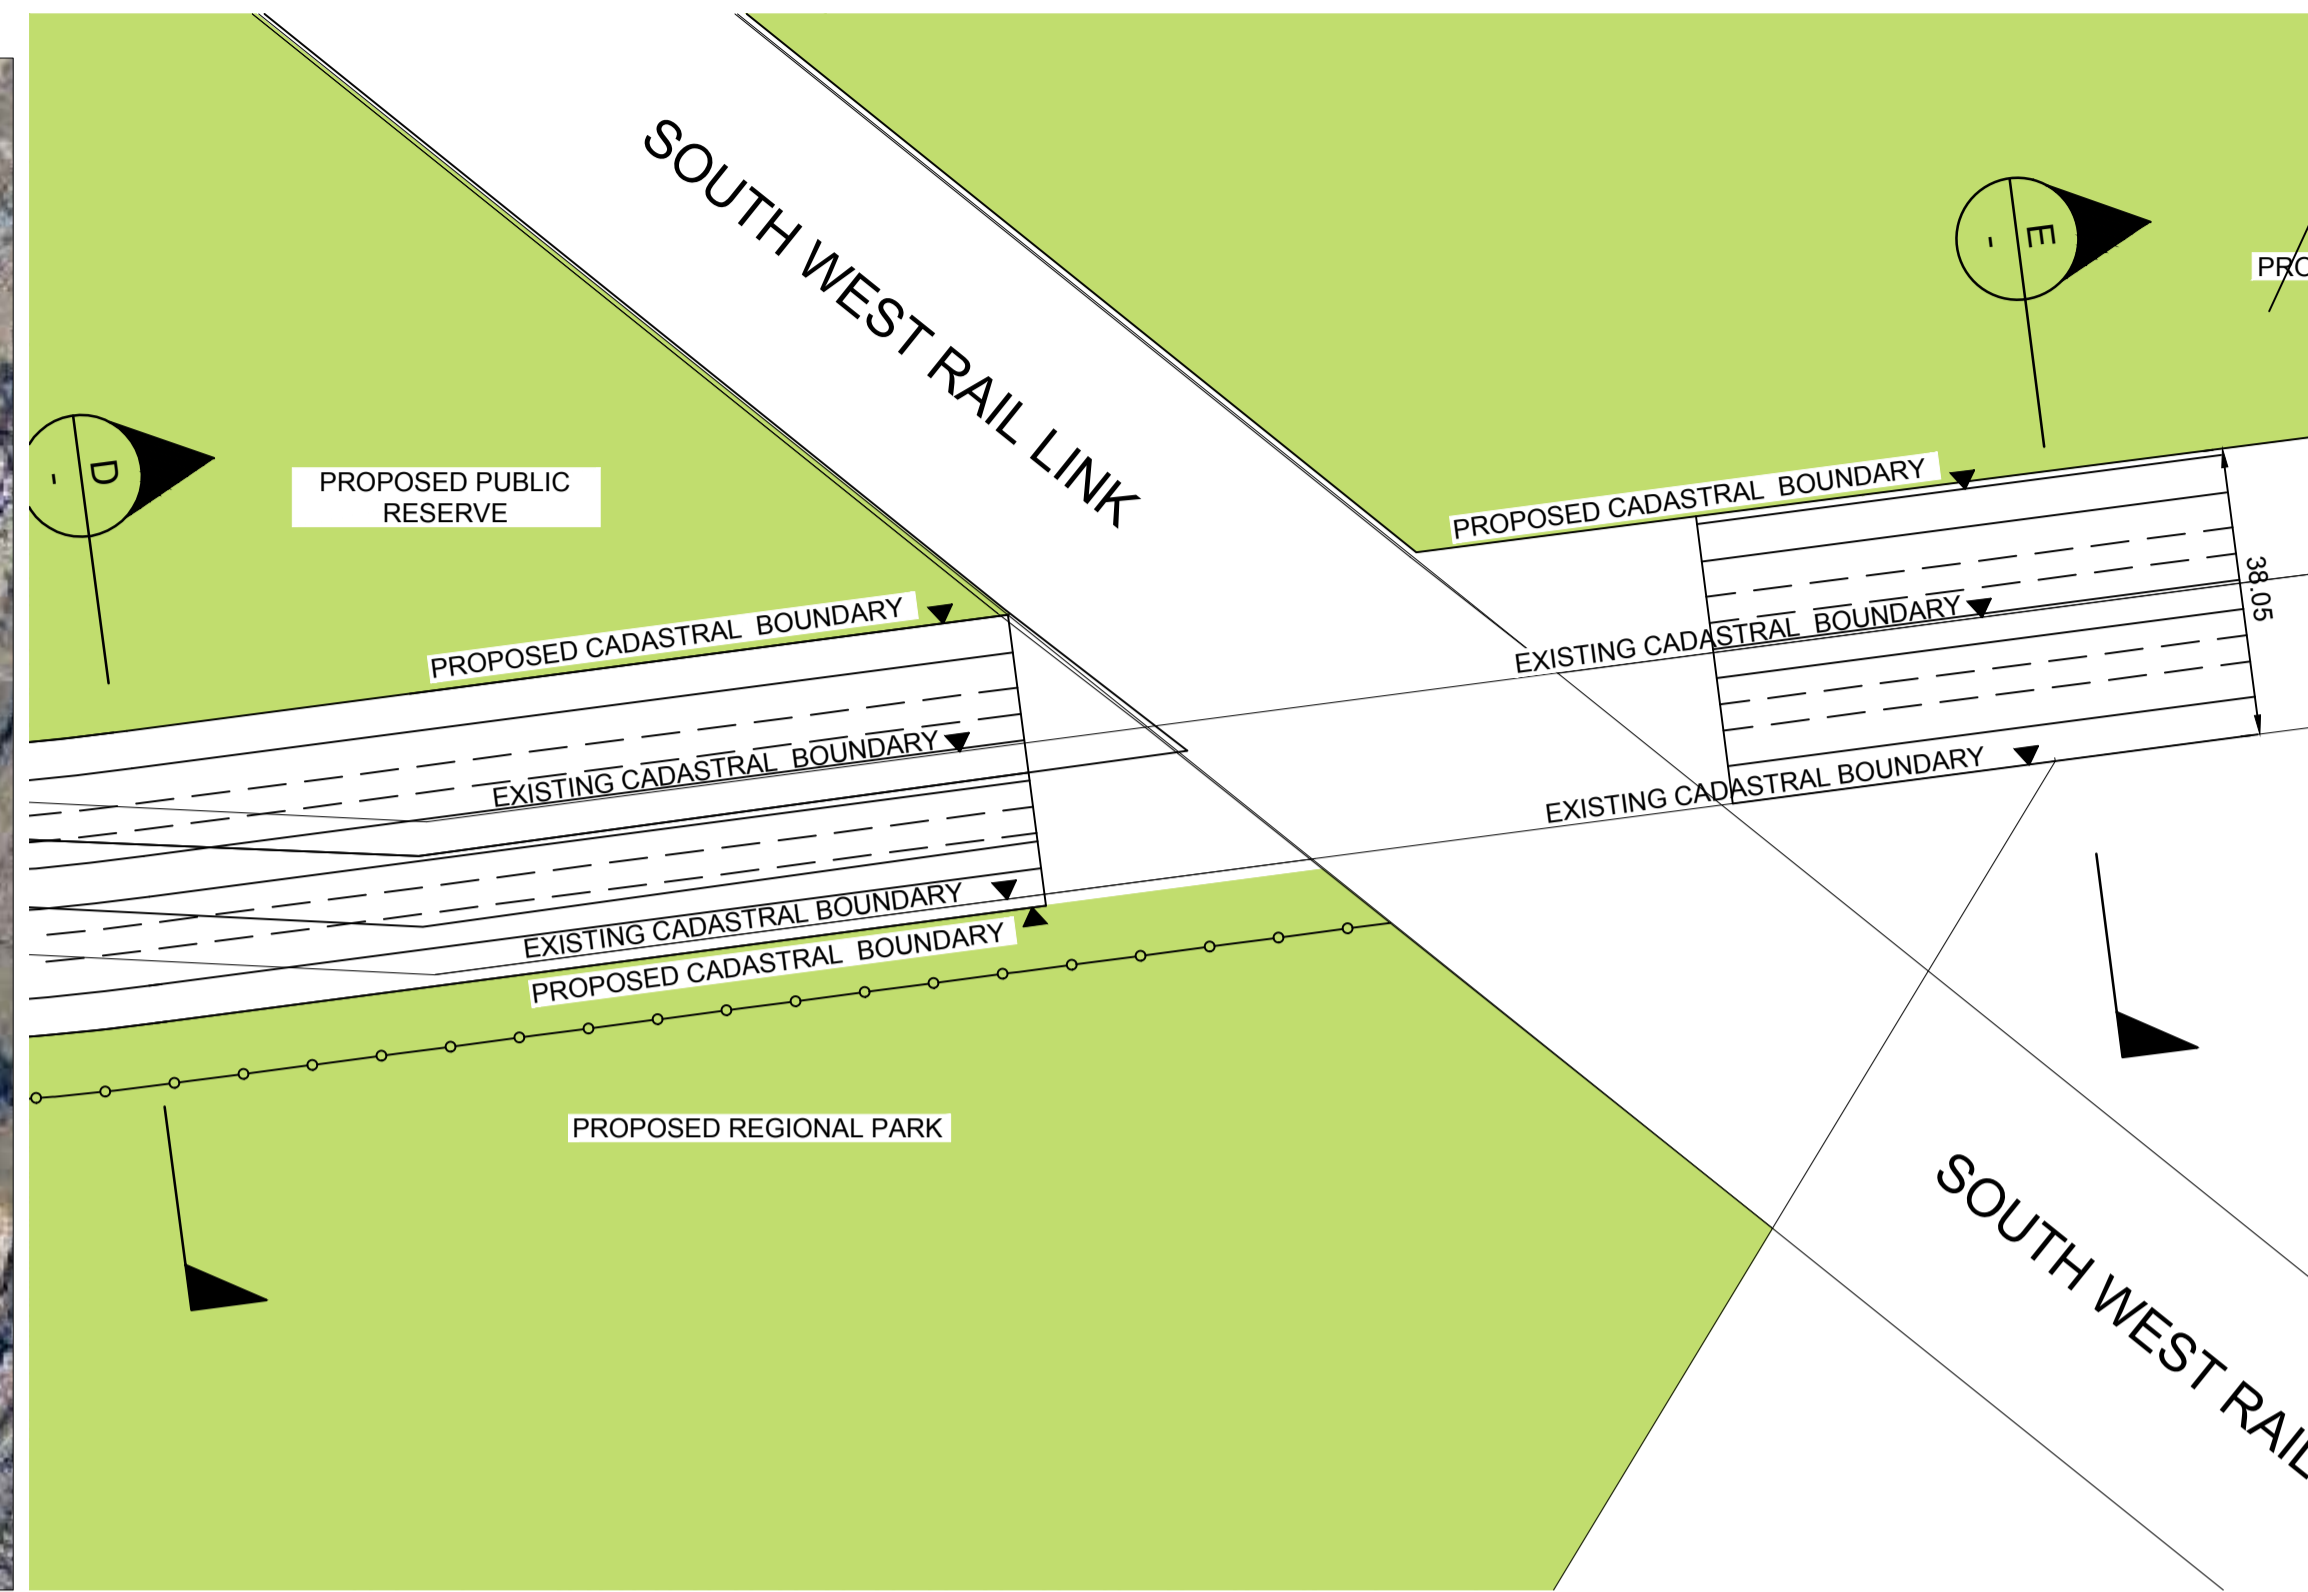 SOUTH WEST RAIL LINK
E
-
D
-
PROPOSED PUBLIC
RESERVE
PROPOSED CADASTRAL BOUNDARY
PROPOSED CADASTRAL BOUNDARY
38.05
EXISTING CADASTRAL BOUNDARY
EXISTING CADASTRAL BOUNDARY
EXISTING CADASTRAL BOUNDARY
EXISTING CADASTRAL BOUNDARY
PROPOSED CADASTRAL BOUNDARY
PROPOSED REGIONAL PARK
SOUTH WEST RAIL